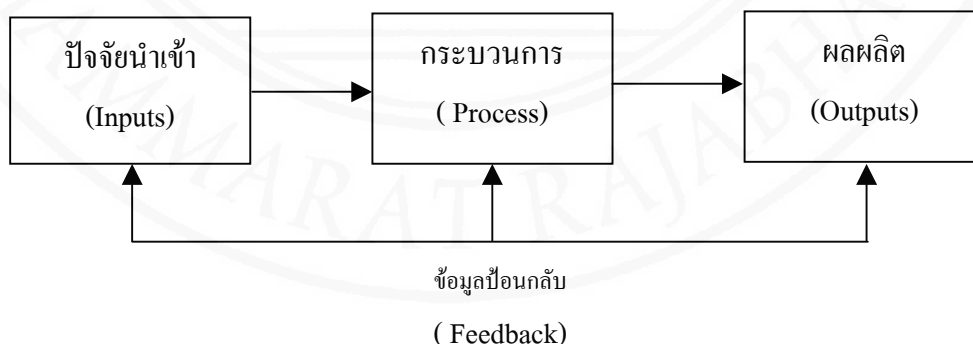 ปัจจัยนำเข้า
(Inputs)
กระบวนการ
( Process)
ผลผลิต
(Outputs)
ข้อมูลป้อนกลับ
( Feedback)